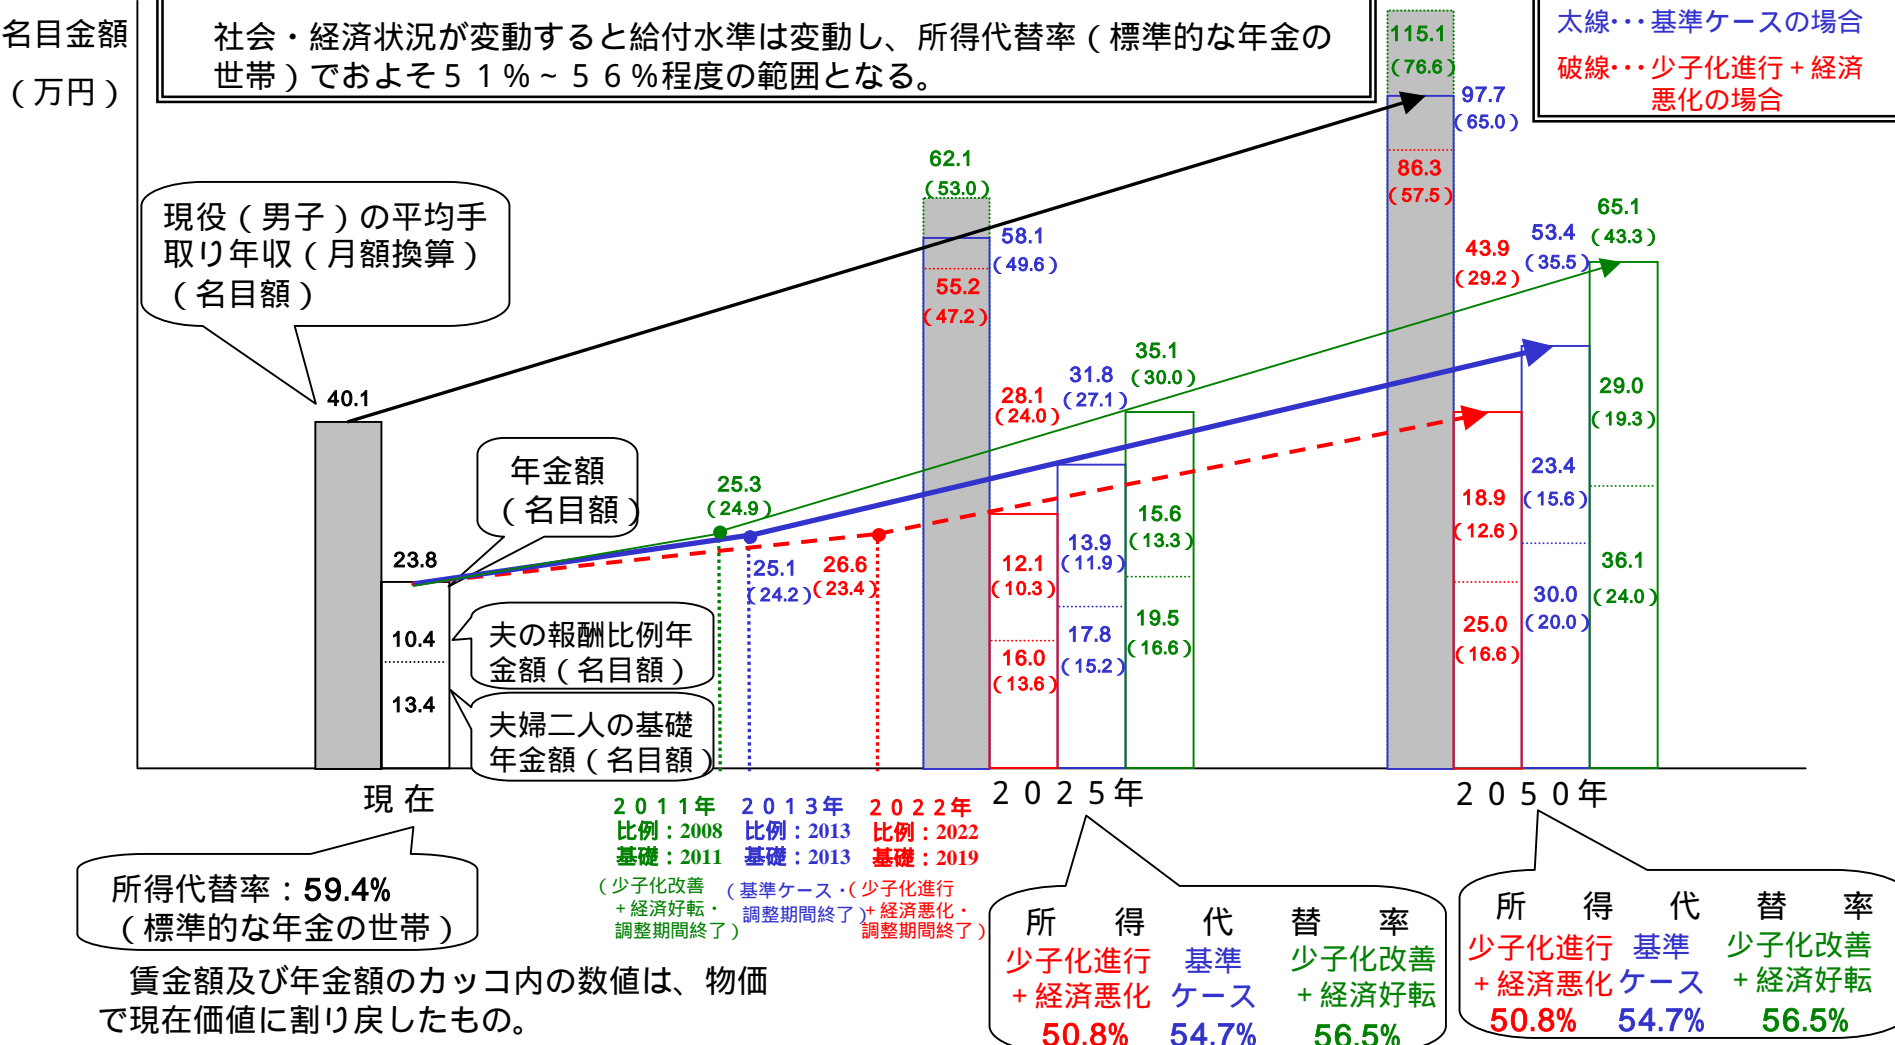 名目金額
（万円）
社会・経済状況が変動すると給付水準は変動し、所得代替率（標準的な年金の
世帯）でおよそ５１％~５６％程度の範囲となる。
太線･･･基準ケースの場合
破線･･･少子化進行＋経済
悪化の場合
現役（男子）の平均手
取り年収（月額換算）
（名目額）
40.1
年金額
（名目額）
23.8
10.4
13.4
夫の報酬比例年
金額（名目額）
夫婦二人の基礎
年金額（名目額）
25.3
(24.9)
25.1
(24.2)
26.6
(23.4)
62.1
(53.0)
58.1
(49.6)
55.2
(47.2)
28.1
(24.0)
31.8
(27.1)
35.1
(30.0)
12.1
(10.3)
16.0
(13.6)
13.9
(11.9)
17.8
(15.2)
15.6
(13.3)
19.5
(16.6)
115.1
(76.6)
97.7
(65.0)
86.3
(57.5)
43.9
(29.2)
53.4
(35.5)
65.1
(43.3)
18.9
(12.6)
25.0
(16.6)
23.4
(15.6)
30.0
(20.0)
29.0
(19.3)
36.1
(24.0)
現在
２０１１年
比例：2008
基礎：2011
（少子化改善
＋経済好転・
調整期間終了）
２０１３年
比例：2013
基礎：2013
（基準ケース・
調整期間終了）
２０２２年
比例：2022
基礎：2019
（少子化進行
＋経済悪化・
調整期間終了）
２０２５年
２０５０年
所得代替率：59.4%
（標準的な年金の世帯）
所得代替率
少子化進行
＋経済悪化
50.8%
基準
ケース
54.7%
少子化改善
＋経済好転
56.5%
所得代替率
少子化進行
＋経済悪化
50.8%
基準
ケース
54.7%
少子化改善
＋経済好転
56.5%
賃金額及び年金額のカッコ内の数値は、物価
で現在価値に割り戻したもの。